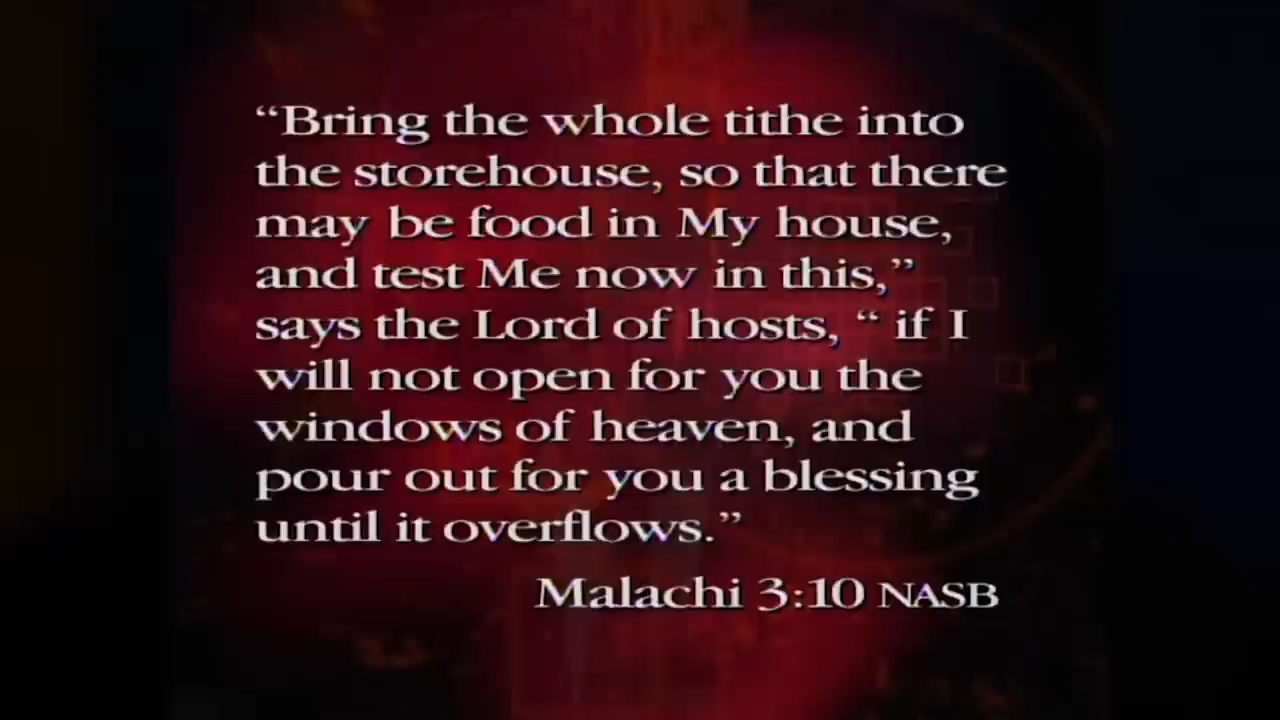 “Bring the whole tithe into
the storehouse, so that there
may be food in My house,
and test Me now in this,”
says the Lord of hosts, “ if I
will not open for you the
windows of heaven, and
pour out for you a blessing
until it overflows.”
Malachi 3:10 NASB